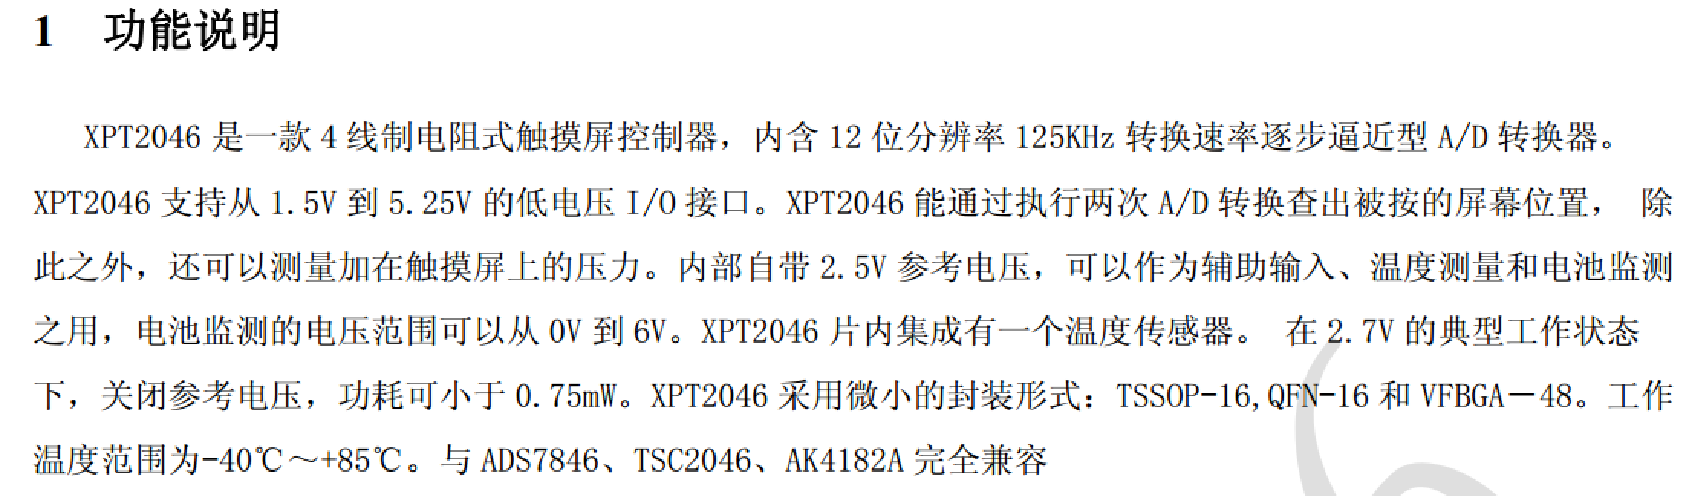 1 功能说明
XPT2046 是一款 4 线制电阻式触摸屏控制器，内含 12 位分辨率 125KHz 转换速率逐步逼近型 A/D 转换器。
XPT2046 支持从 1.5V 到 5.25V 的低电压 I/O 接口。XPT2046 能通过执行两次 A/D 转换查出被按的屏幕位置， 除
此之外，还可以测量加在触摸屏上的压力。内部自带 2.5V 参考电压，可以作为辅助输入、温度测量和电池监测
之用，电池监测的电压范围可以从 0V 到 6V。XPT2046 片内集成有一个温度传感器。 在 2.7V 的典型工作状态
下，关闭参考电压，功耗可小于 0.75mW。XPT2046 采用微小的封装形式：TSSOP-16,QFN-16 和 VFBGA－48。工作
温度范围为-40℃～+85℃。与 ADS7846、TSC2046、AK4182A 完全兼容